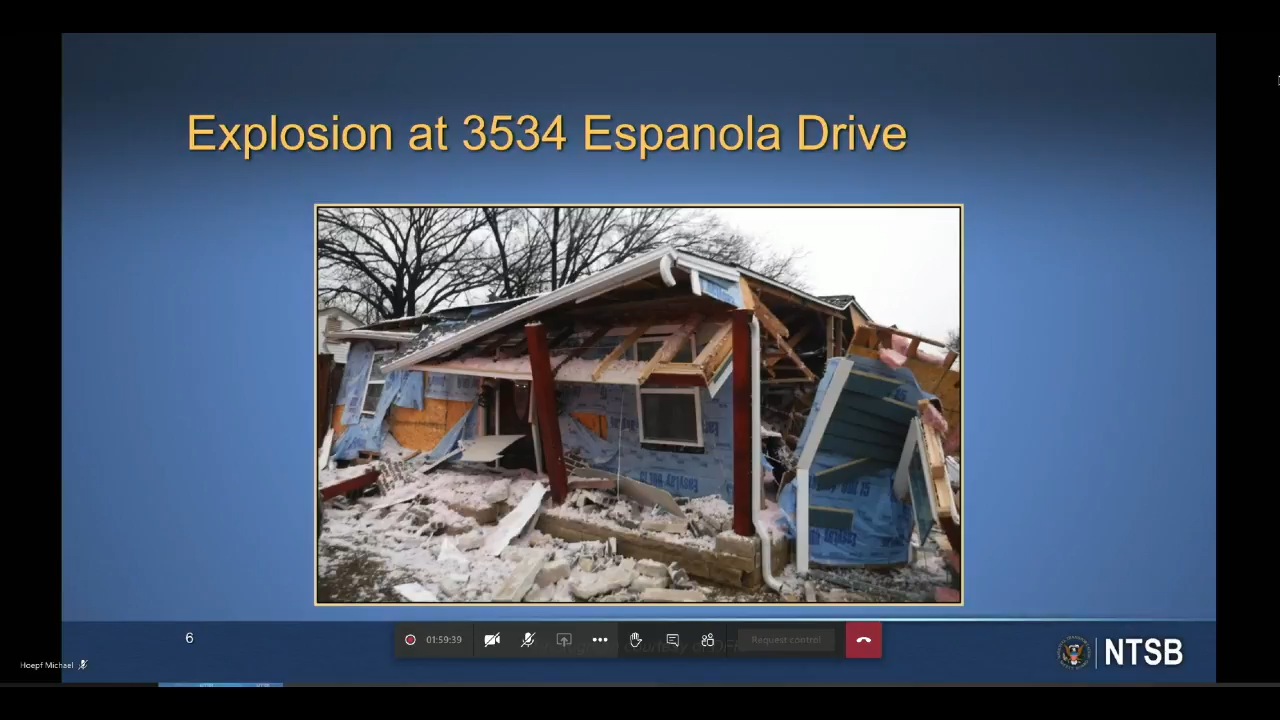 Explosion at 3534 Espanola Drive
6
01:59:39
Request control
Hoepf Michael
NTSB